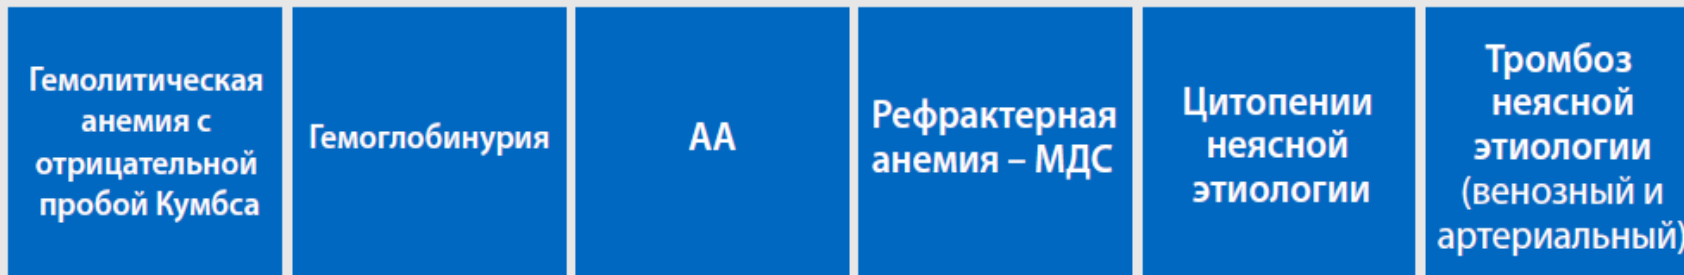 Гемолитическая
анемия с
отрицательной
пробой Кумбса
Гемоглобинурия
АА
Рефрактерная
анемия – МДС
Цитопении
неясной
этиологии
Тромбоз
неясной
этиологии
(венозный и
артериальный)